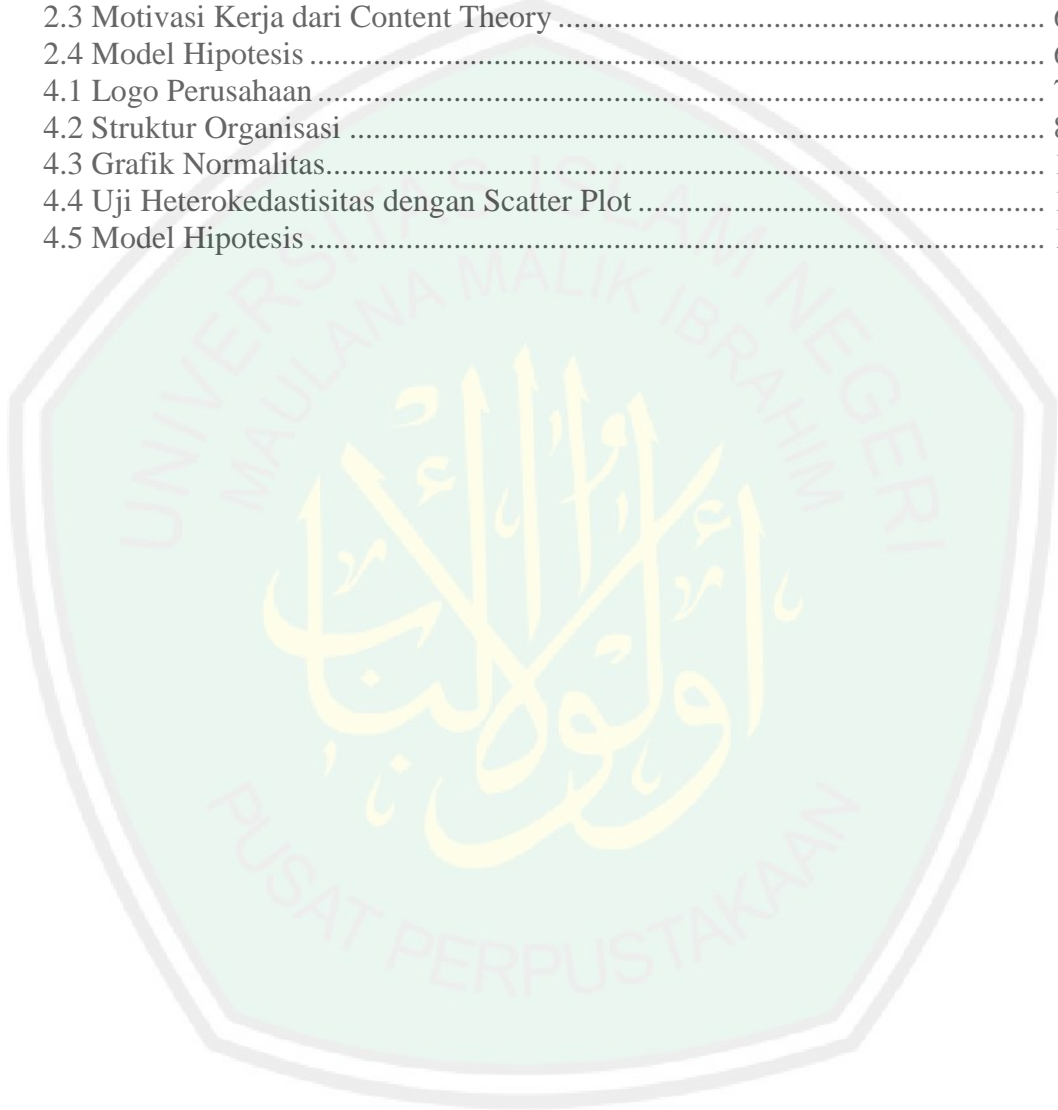 2.3 Motivasi Kerja dari Content Theory
2.4 Model Hipotesis
4.1 Logo Perusahaan
4.2 Struktur Organisasi
4.3 Grafik Normalitas
4.4 Uji Heterokedastisitas dengan Scatter Plot
4.5 Model Hipotesis
UNIVERSITAS ISLAM NEGERI
MAULANA MALIK IBRAHIM
أولوا الألباب
PUSAT PERPUSTAKAAN